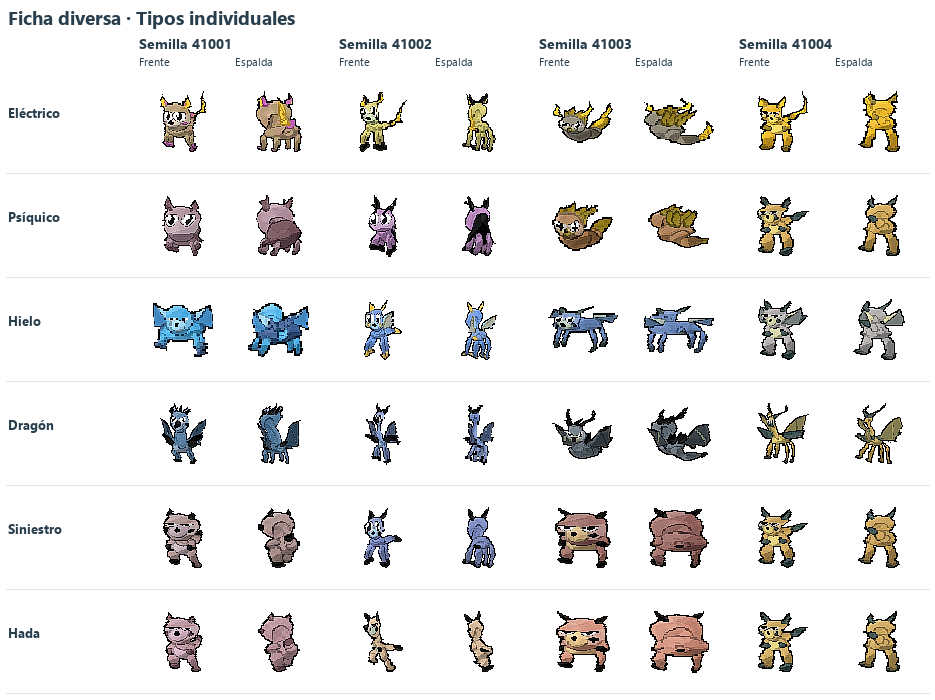 Ficha diversa · Tipos individuales
Semilla 41001 Semilla 41002 Semilla 41003 Semilla 41004
Frente Espalda Frente Espalda Frente Espalda Frente Espalda
Eléctrico
Psíquico
Hielo
Dragón
Siniestro
Hada